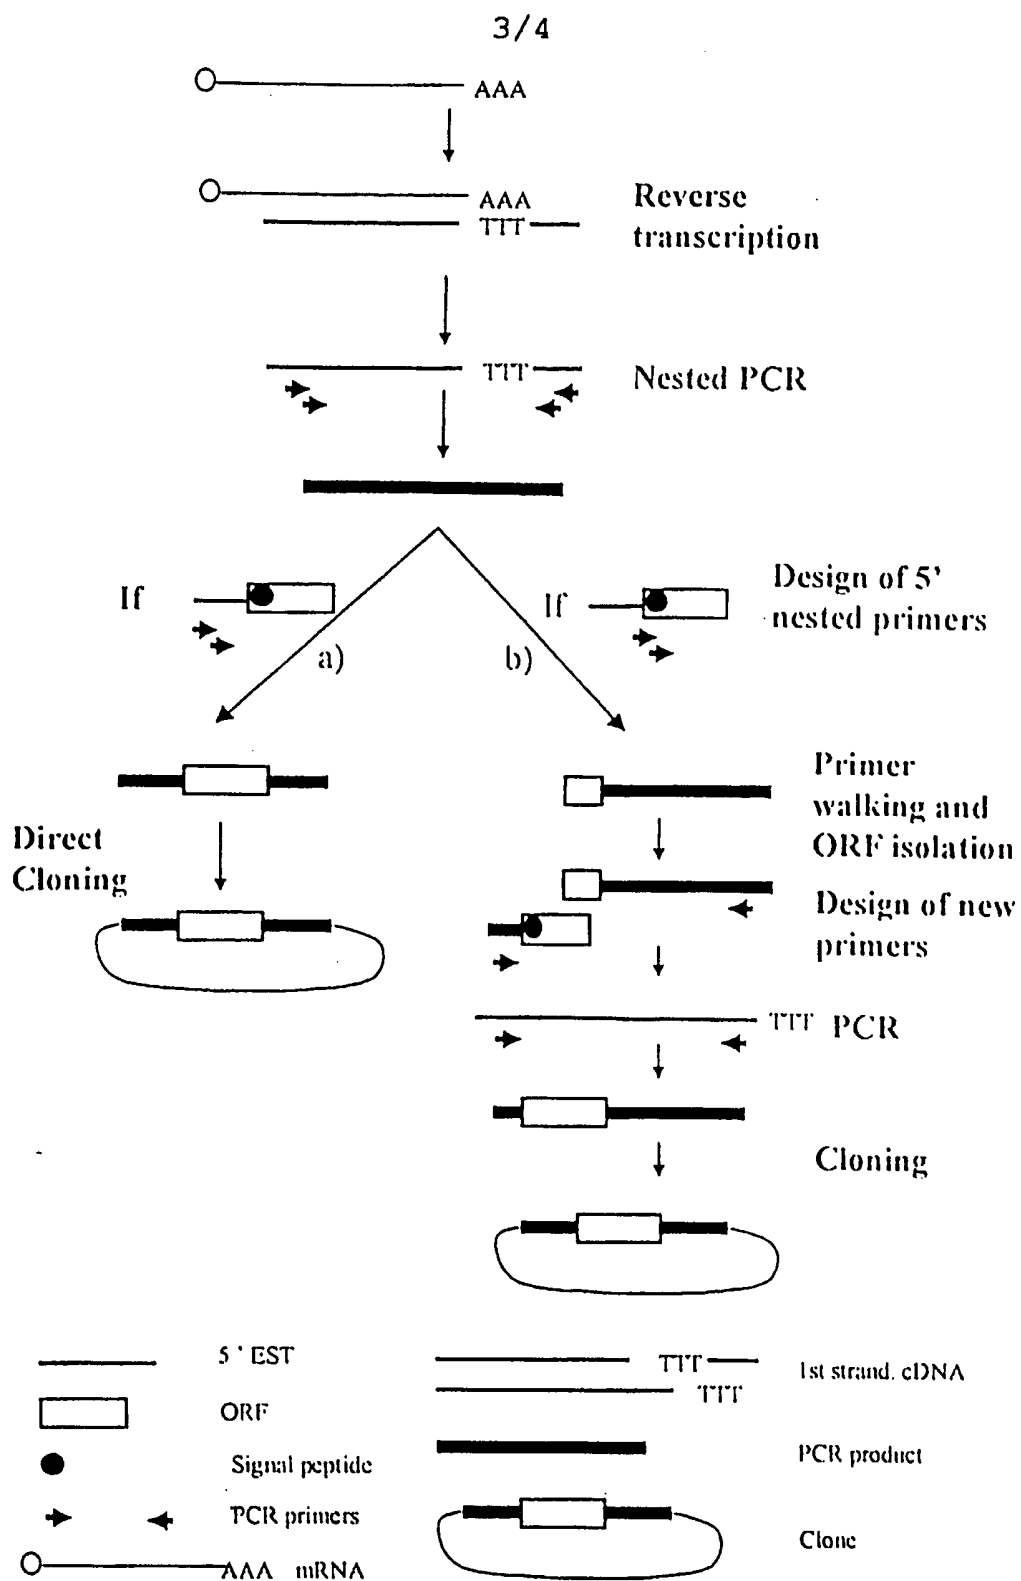 3/4
AAA
AAA
TTT
Reverse
transcription
TTT
Nested PCR
If
If
Design of 5'
nested primers
a)
b)
Primer
walking and
ORF isolation
Direct
Cloning
Design of new
primers
TTT PCR
Cloning
5' EST
ORF
Signal peptide
PCR primers
AAA mRNA
TTT
TTT
1st strand. cDNA
PCR product
Clone